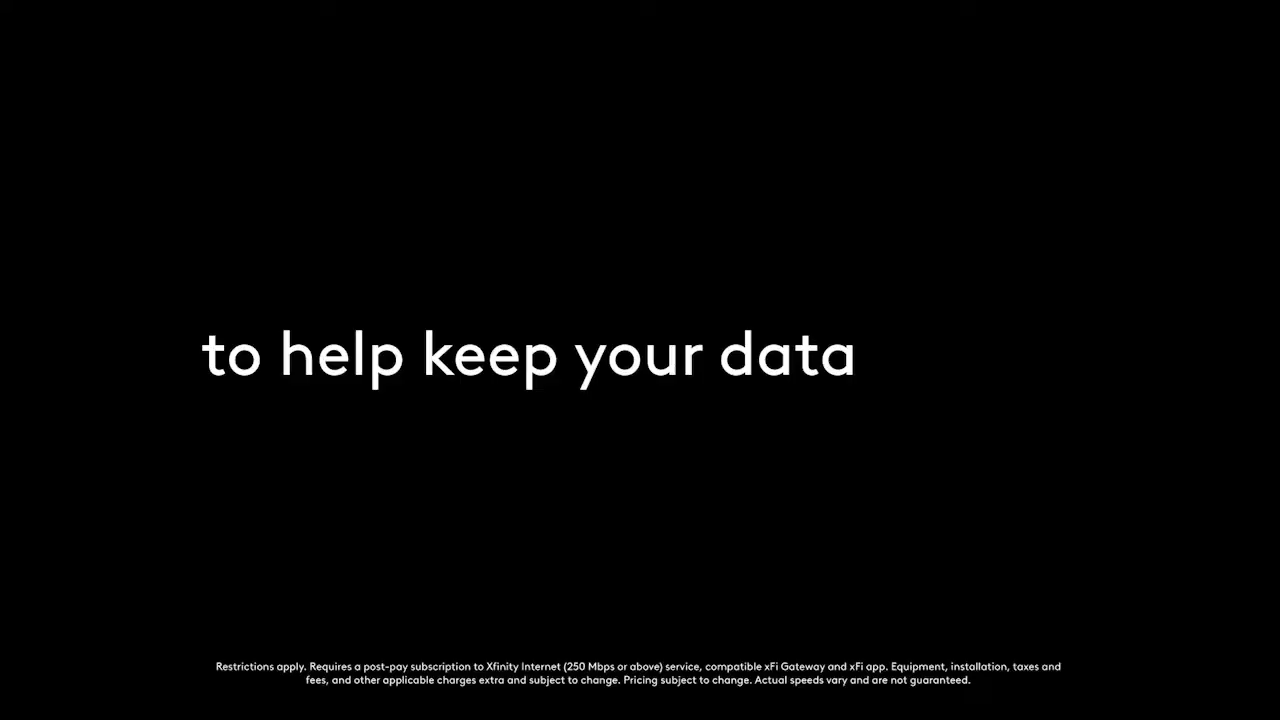 to help keep your data
Restrictions apply. Requires a post-pay subscription to Xfinity Internet (250 Mbps or above) service, compatible xFi Gateway and xFi app. Equipment, installation, taxes and
fees, and other applicable charges extra and subject to change. Pricing subject to change. Actual speeds vary and are not guaranteed.